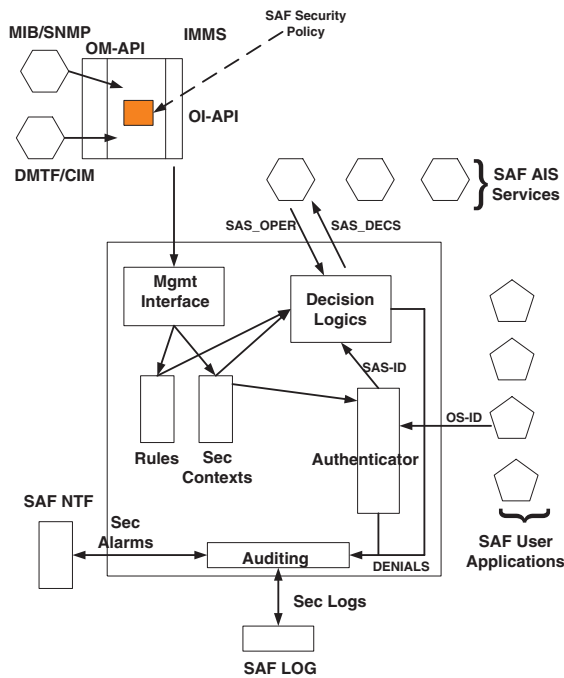 SAF Security
Policy
MIB/SNMP
IMMS
OM-API
OI-API
DMTF/CIM
SAF AIS
Services
SAS_OPER
SAS_DECS
Mgmt
Interface
Decision
Logics
SAS-ID
OS-ID
Rules
Sec
Contexts
Authenticator
SAF NTF
Sec
Alarms
Auditing
DENIALS
SAF User
Applications
Sec Logs
SAF LOG